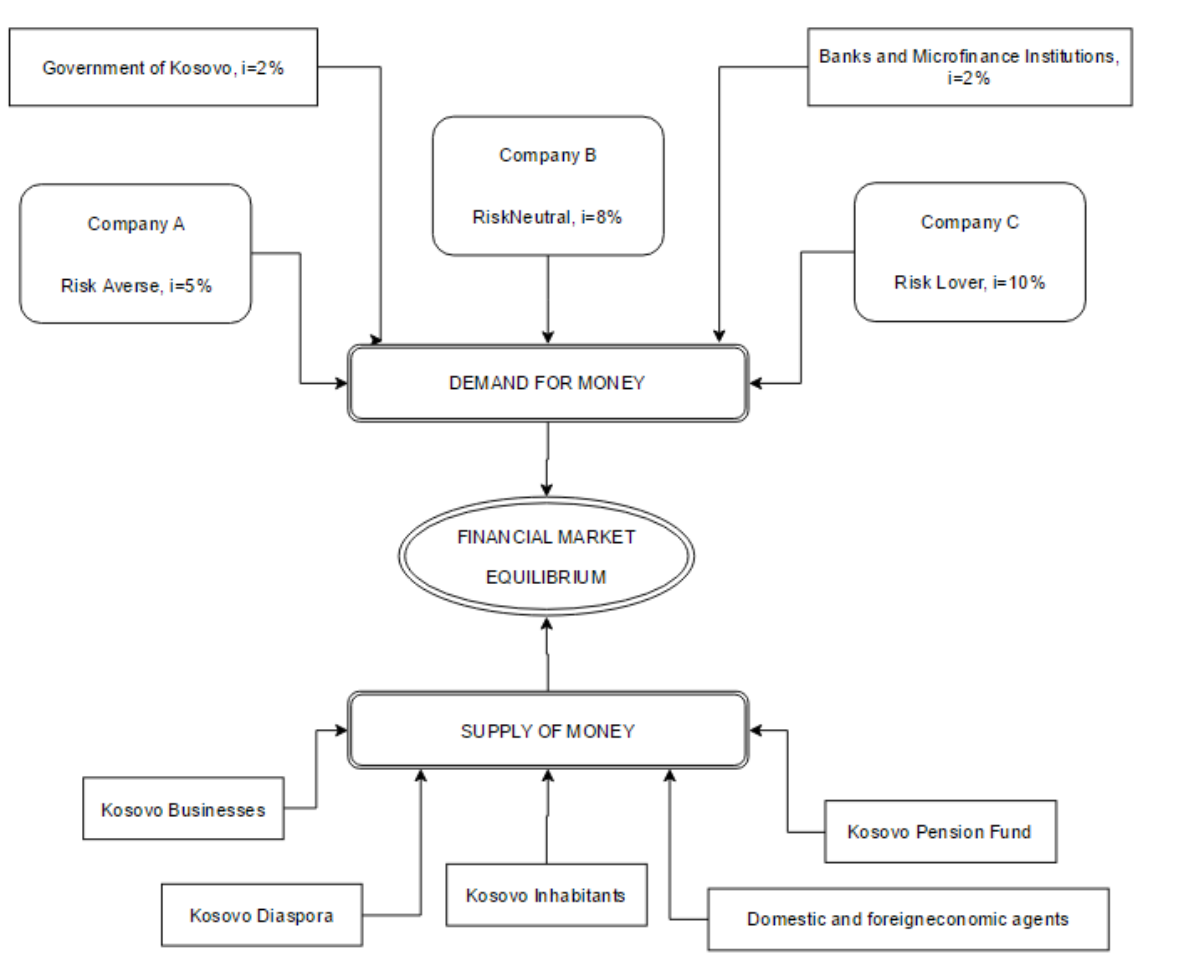 Government of Kosovo, i=2%
Banks and Microfinance Institutions,
i=2%
Company B
RiskNeutral, i=8%
Company A
Risk Averse, i=5%
Company C
Risk Lover, i=10%
DEMAND FOR MONEY
FINANCIAL MARKET
EQUILIBRIUM
SUPPLY OF MONEY
Kosovo Businesses
Kosovo Pension Fund
Kosovo Inhabitants
Kosovo Diaspora
Domestic and foreigneconomic agents